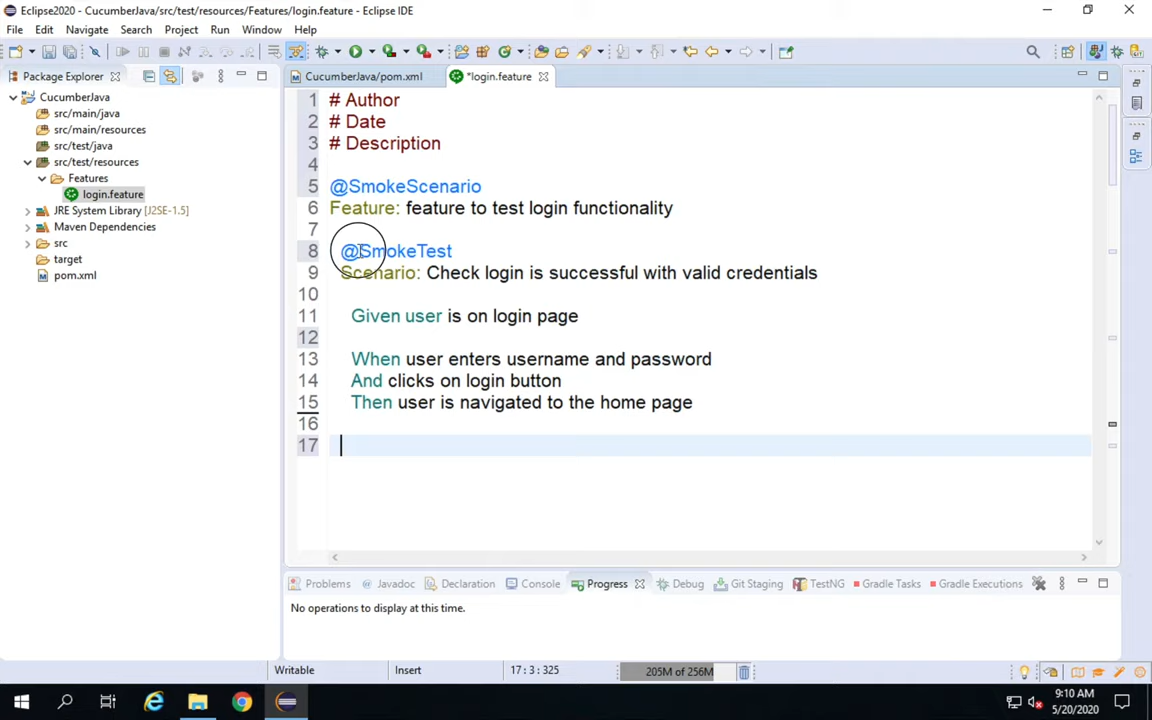 Eclipse2020 - CucumberJava/src/test/resources/Features/login.feature - Eclipse IDE
File Edit Navigate Search Project Run Window Help
Package Explorer
CucumberJava
src/main/java
src/main/resources
src/test/java
src/test/resources
Features
login.feature
JRE System Library [J2SE-1.5]
Maven Dependencies
src
target
pom.xml
CucumberJava/pom.xml *login.feature
1 # Author
2 # Date
3 # Description
4
5 @SmokeScenario
6 Feature: feature to test login functionality
7
8 @SmokeTest
9 Scenario: Check login is successful with valid credentials
10
11 Given user is on login page
12
13 When user enters username and password
14 And clicks on login button
15 Then user is navigated to the home page
16
17
Problems Javadoc Declaration Console Progress Debug Git Staging TestNG Gradle Tasks Gradle Executions
No operations to display at this time.
Writable Insert 17 : 3 : 325 205M of 256M
9:10 AM
5/20/2020